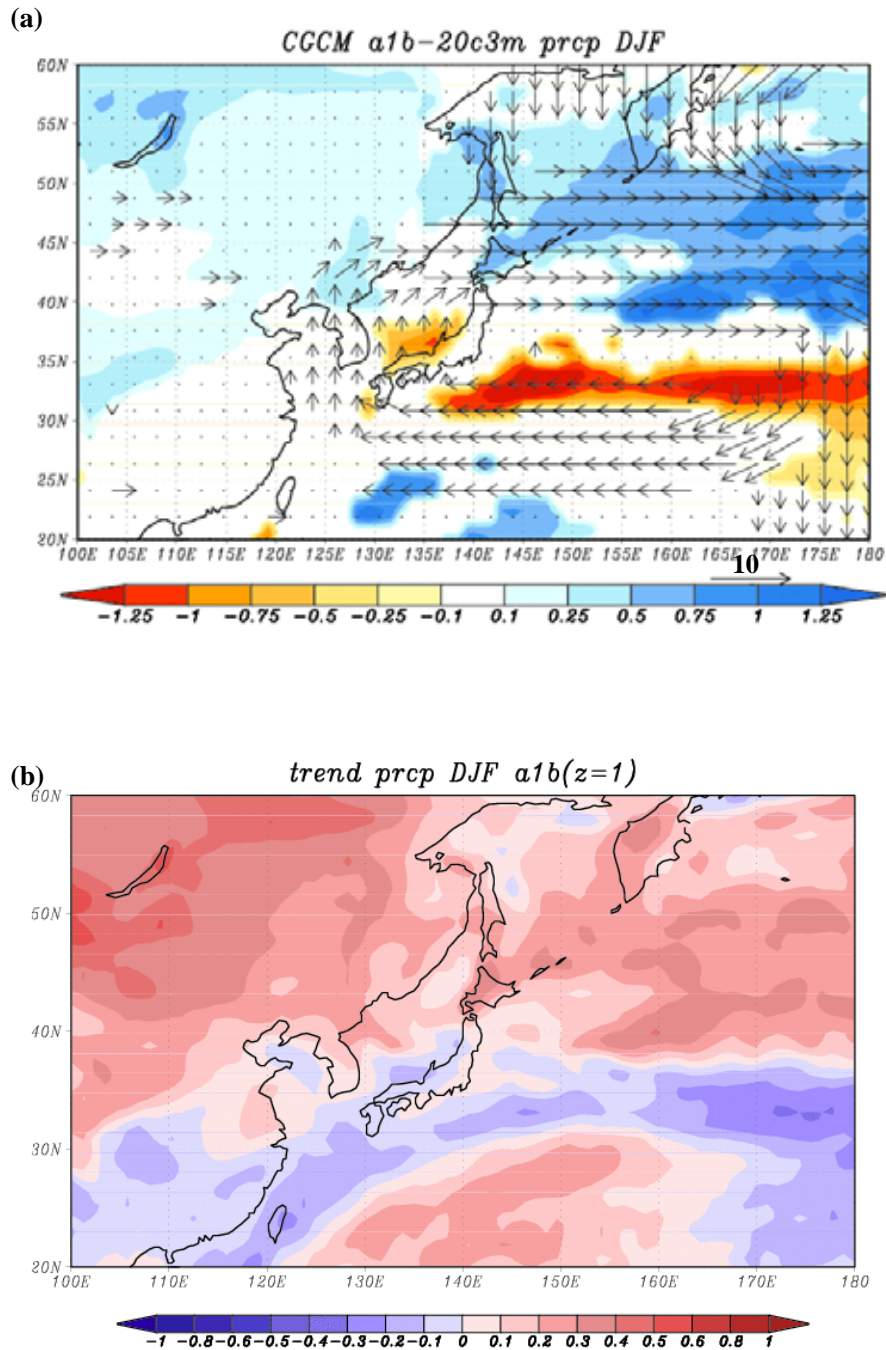 (a)
CGCM a1b-20c3m prcp DJF
60N
55N
50N
45N
40N
35N
30N
25N
20N
100E 105E 110E 115E 120E 125E 130E 135E 140E 145E 150E 155E 160E 165E 170E 175E 180
10
-1.25 -1 -0.75 -0.5 -0.25 -0.1 0.1 0.25 0.5 0.75 1 1.25
(b)
trend prcp DJF a1b(z=1)
60N
50N
40N
30N
20N
100E 110E 120E 130E 140E 150E 160E 170E 180
-1 -0.8 -0.6 -0.5 -0.4 -0.3 -0.2 -0.1 0 0.1 0.2 0.3 0.4 0.5 0.6 0.8 1